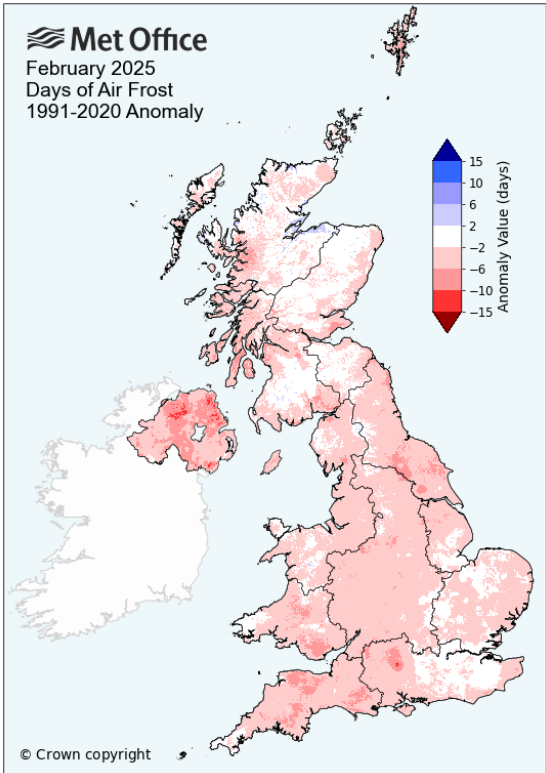 Met Office
February 2025
Days of Air Frost
1991-2020 Anomaly
15
10
6
2
−2
−6
−10
−15
Anomaly Value (days)
© Crown copyright